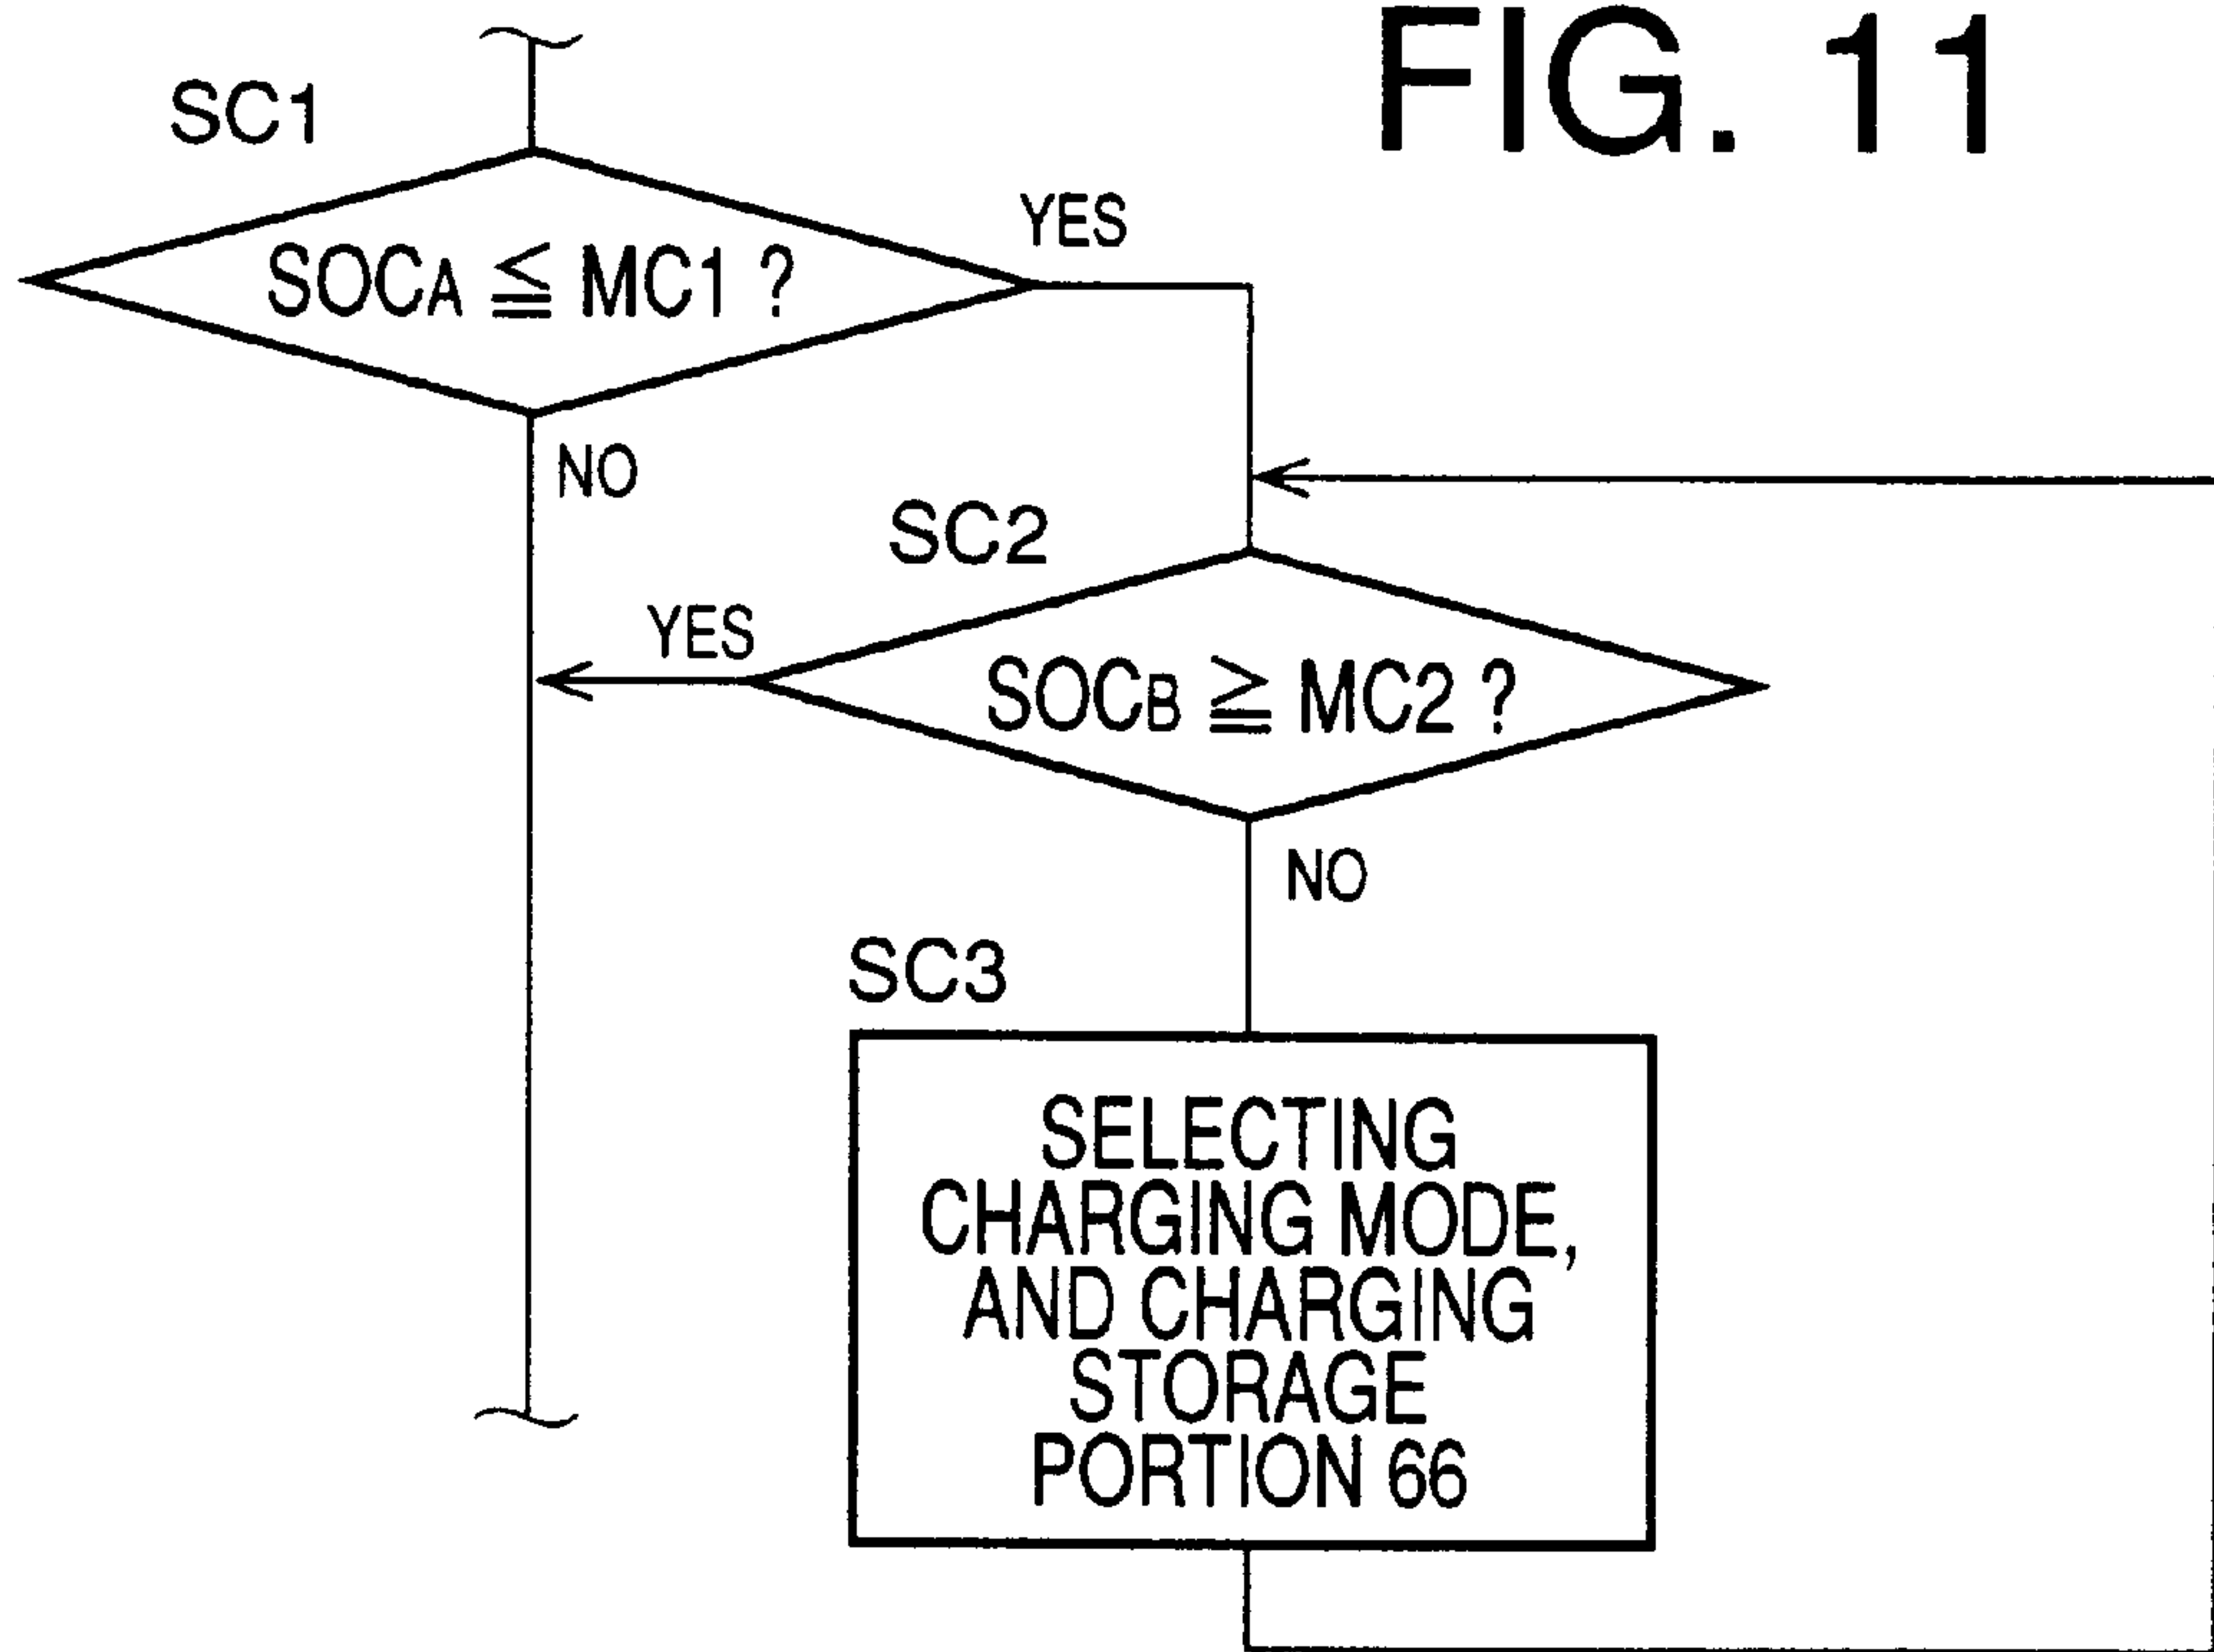 FIG. 11
SC1
SOCA ≦ MC1 ?
YES
NO
SC2
YES
SOCB ≧ MC2 ?
NO
SC3
SELECTING
CHARGING MODE,
AND CHARGING
STORAGE
PORTION 66